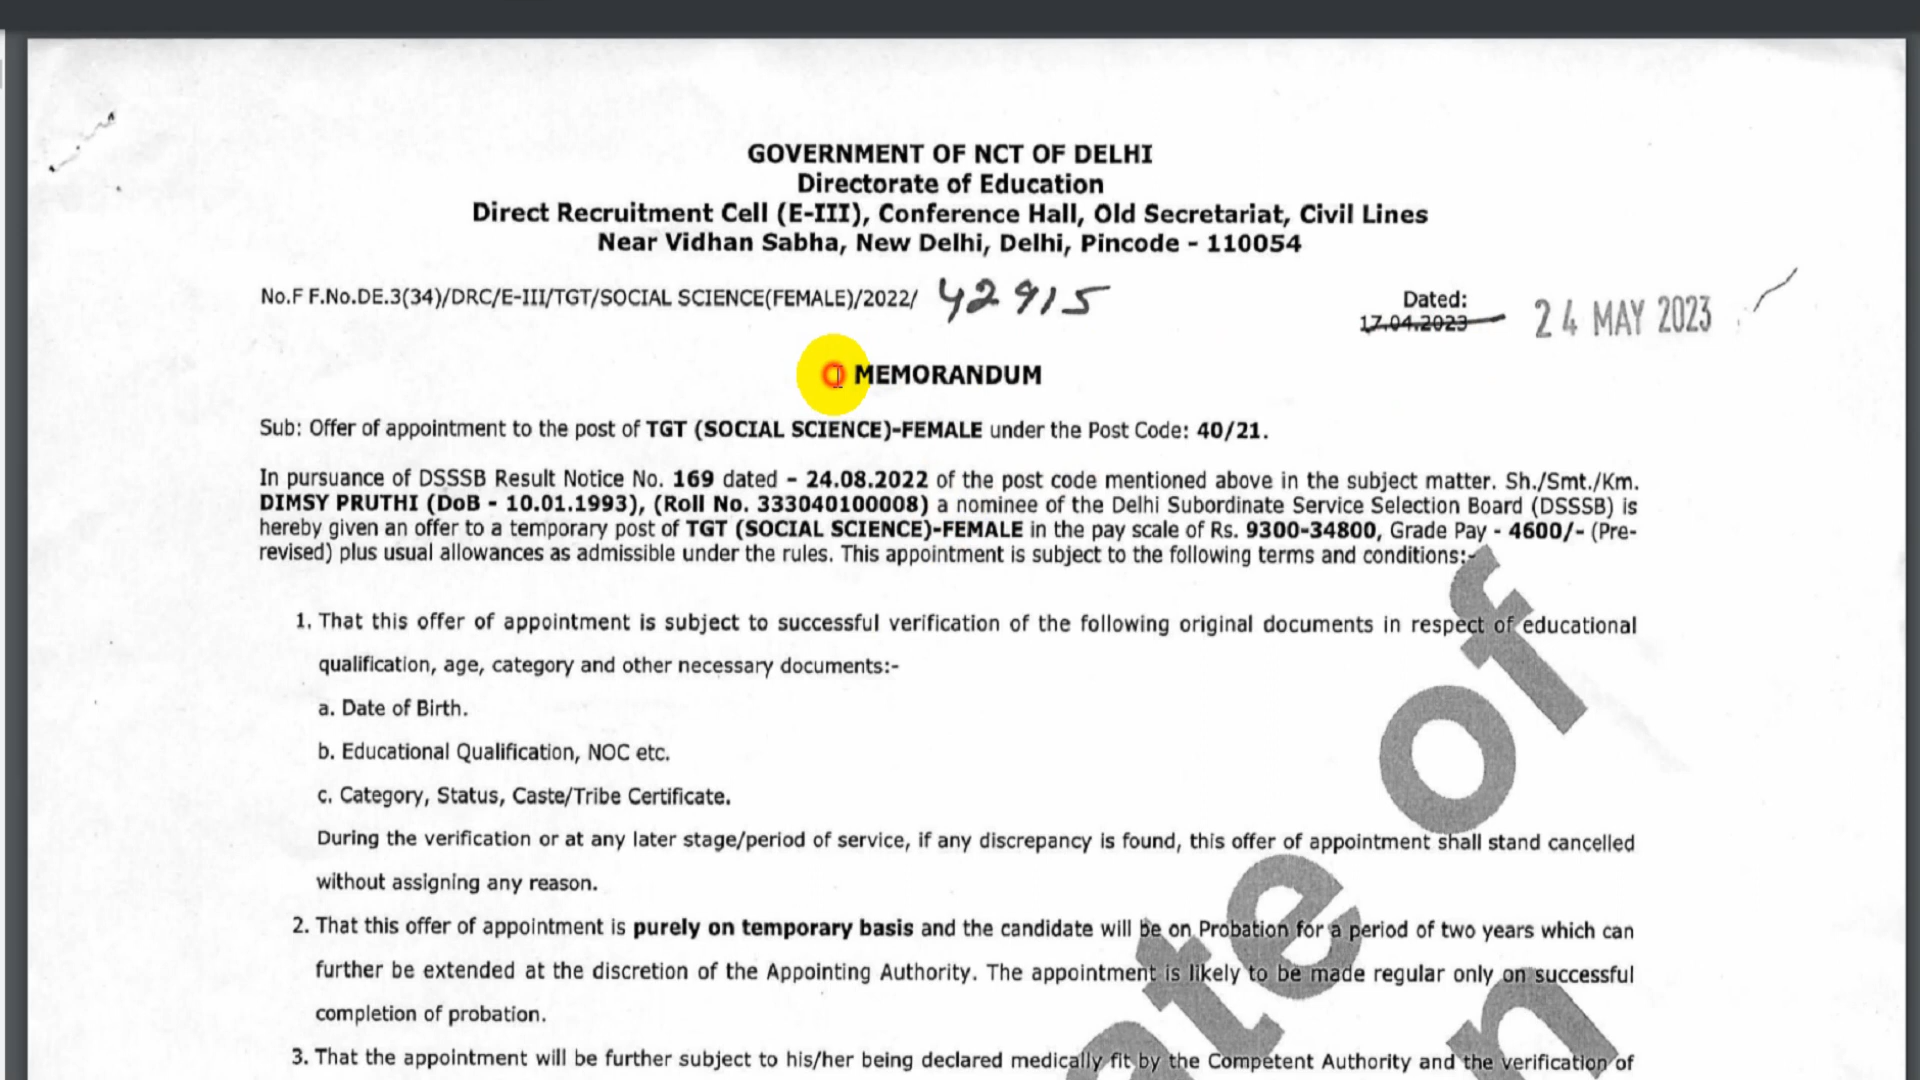 GOVERNMENT OF NCT OF DELHI
Directorate of Education
Direct Recruitment Cell (E-III), Conference Hall, Old Secretariat, Civil Lines
Near Vidhan Sabha, New Delhi, Delhi, Pincode - 110054
No.F F.No.DE.3(34)/DRC/E-III/TGT/SOCIAL SCIENCE(FEMALE)/2022/ 42915
Dated:
17.04.2023 24 MAY 2023
MEMORANDUM
Sub: Offer of appointment to the post of TGT (SOCIAL SCIENCE)-FEMALE under the Post Code: 40/21.
In pursuance of DSSSB Result Notice No. 169 dated - 24.08.2022 of the post code mentioned above in the subject matter. Sh./Smt./Km.
DIMSY PRUTHI (DoB - 10.01.1993), (Roll No. 333040100008) a nominee of the Delhi Subordinate Service Selection Board (DSSSB) is
hereby given an offer to a temporary post of TGT (SOCIAL SCIENCE)-FEMALE in the pay scale of Rs. 9300-34800, Grade Pay - 4600/- (Pre-
revised) plus usual allowances as admissible under the rules. This appointment is subject to the following terms and conditions:-
1. That this offer of appointment is subject to successful verification of the following original documents in respect of educational
qualification, age, category and other necessary documents:-
a. Date of Birth.
b. Educational Qualification, NOC etc.
c. Category, Status, Caste/Tribe Certificate.
During the verification or at any later stage/period of service, if any discrepancy is found, this offer of appointment shall stand cancelled
without assigning any reason.
2. That this offer of appointment is purely on temporary basis and the candidate will be on Probation for a period of two years which can
further be extended at the discretion of the Appointing Authority. The appointment is likely to be made regular only on successful
completion of probation.
3. That the appointment will be further subject to his/her being declared medically fit by the Competent Authority and the verification of